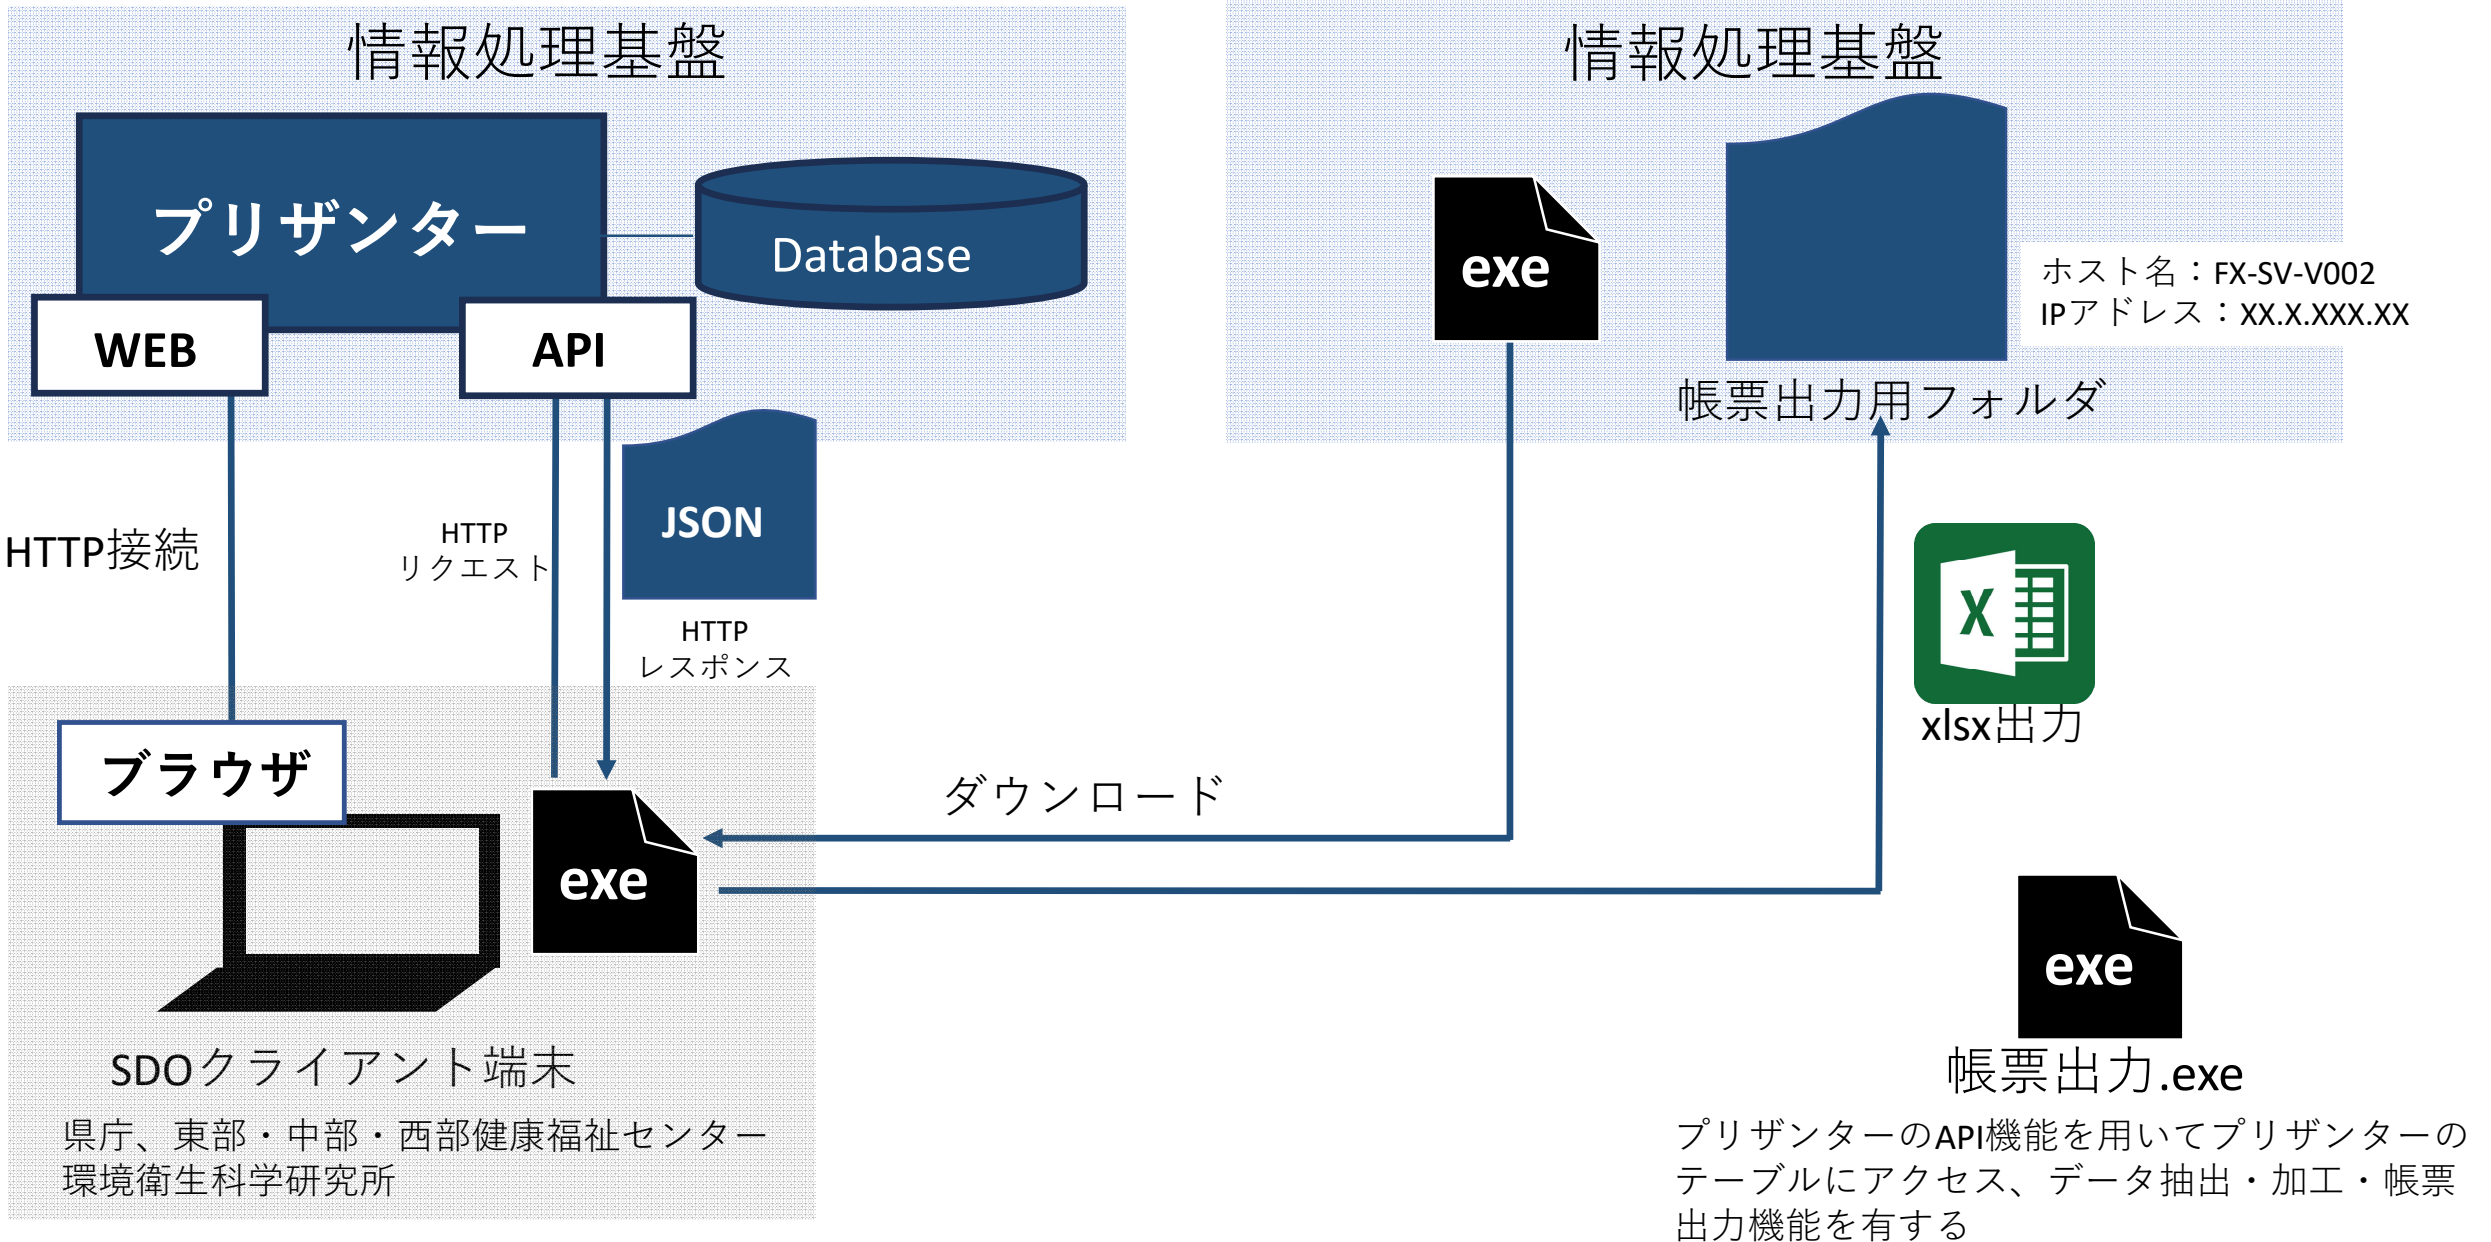 情報処理基盤
プリザンター
Database
WEB
API
HTTP接続
HTTP
リクエスト
JSON
HTTP
レスポンス
ブラウザ
exe
SDOクライアント端末
県庁、東部・中部・西部健康福祉センター
環境衛生科学研究所
情報処理基盤
exe
ホスト名：FX-SV-V002
IPアドレス：XX.X.XXX.XX
帳票出力用フォルダ
X
xlsx出力
ダウンロード
exe
帳票出力.exe
プリザンターのAPI機能を用いてプリザンターの
テーブルにアクセス、データ抽出・加工・帳票
出力機能を有する